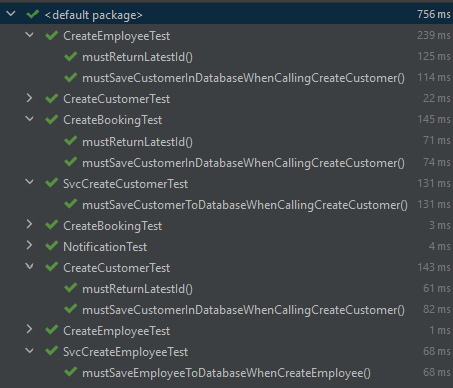 <default package> 756 ms
CreateEmployeeTest 239 ms
mustReturnLatestId() 125 ms
mustSaveCustomerInDatabaseWhenCallingCreateCustomer() 114 ms
CreateCustomerTest 22 ms
CreateBookingTest 145 ms
mustReturnLatestId() 71 ms
mustSaveCustomerInDatabaseWhenCallingCreateCustomer() 74 ms
SvcCreateCustomerTest 131 ms
mustSaveCustomerToDatabaseWhenCallingCreateCustomer() 131 ms
CreateBookingTest 3 ms
NotificationTest 4 ms
CreateCustomerTest 143 ms
mustReturnLatestId() 61 ms
mustSaveCustomerInDatabaseWhenCallingCreateCustomer() 82 ms
CreateEmployeeTest 1 ms
SvcCreateEmployeeTest 68 ms
mustSaveEmployeeToDatabaseWhenCreateEmployee() 68 ms